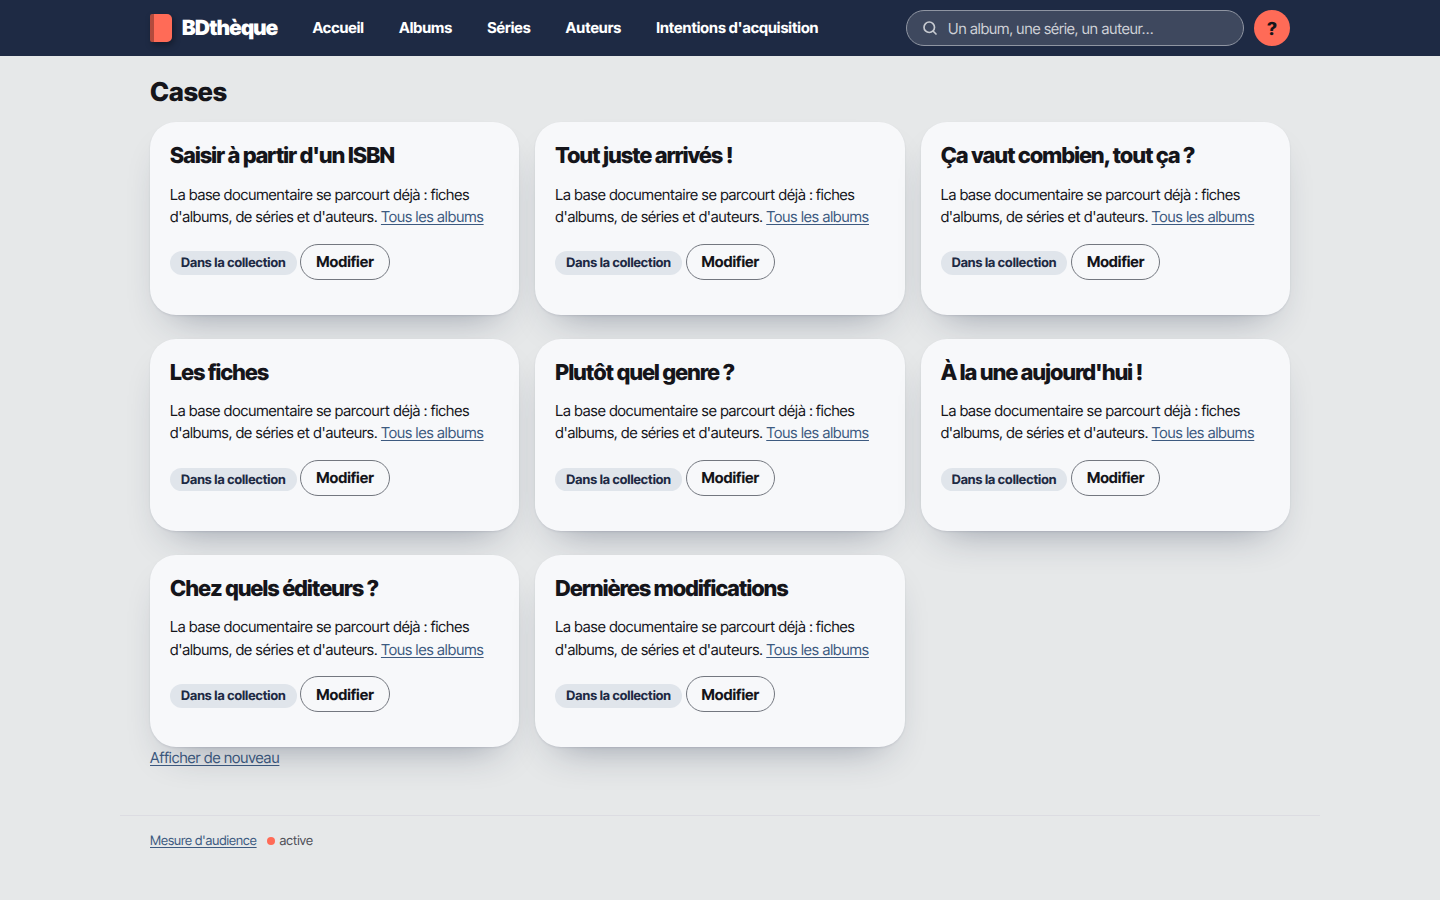 BDthèque Accueil Albums Séries Auteurs Intentions d'acquisition Un album, une série, un auteur... ?
Cases
Saisir à partir d'un ISBN
La base documentaire se parcourt déjà : fiches
d'albums, de séries et d'auteurs. Tous les albums
Dans la collection Modifier
Tout juste arrivés !
La base documentaire se parcourt déjà : fiches
d'albums, de séries et d'auteurs. Tous les albums
Dans la collection Modifier
Ça vaut combien, tout ça ?
La base documentaire se parcourt déjà : fiches
d'albums, de séries et d'auteurs. Tous les albums
Dans la collection Modifier
Les fiches
La base documentaire se parcourt déjà : fiches
d'albums, de séries et d'auteurs. Tous les albums
Dans la collection Modifier
Plutôt quel genre ?
La base documentaire se parcourt déjà : fiches
d'albums, de séries et d'auteurs. Tous les albums
Dans la collection Modifier
À la une aujourd'hui !
La base documentaire se parcourt déjà : fiches
d'albums, de séries et d'auteurs. Tous les albums
Dans la collection Modifier
Chez quels éditeurs ?
La base documentaire se parcourt déjà : fiches
d'albums, de séries et d'auteurs. Tous les albums
Dans la collection Modifier
Dernières modifications
La base documentaire se parcourt déjà : fiches
d'albums, de séries et d'auteurs. Tous les albums
Dans la collection Modifier
Afficher de nouveau
Mesure d'audience active